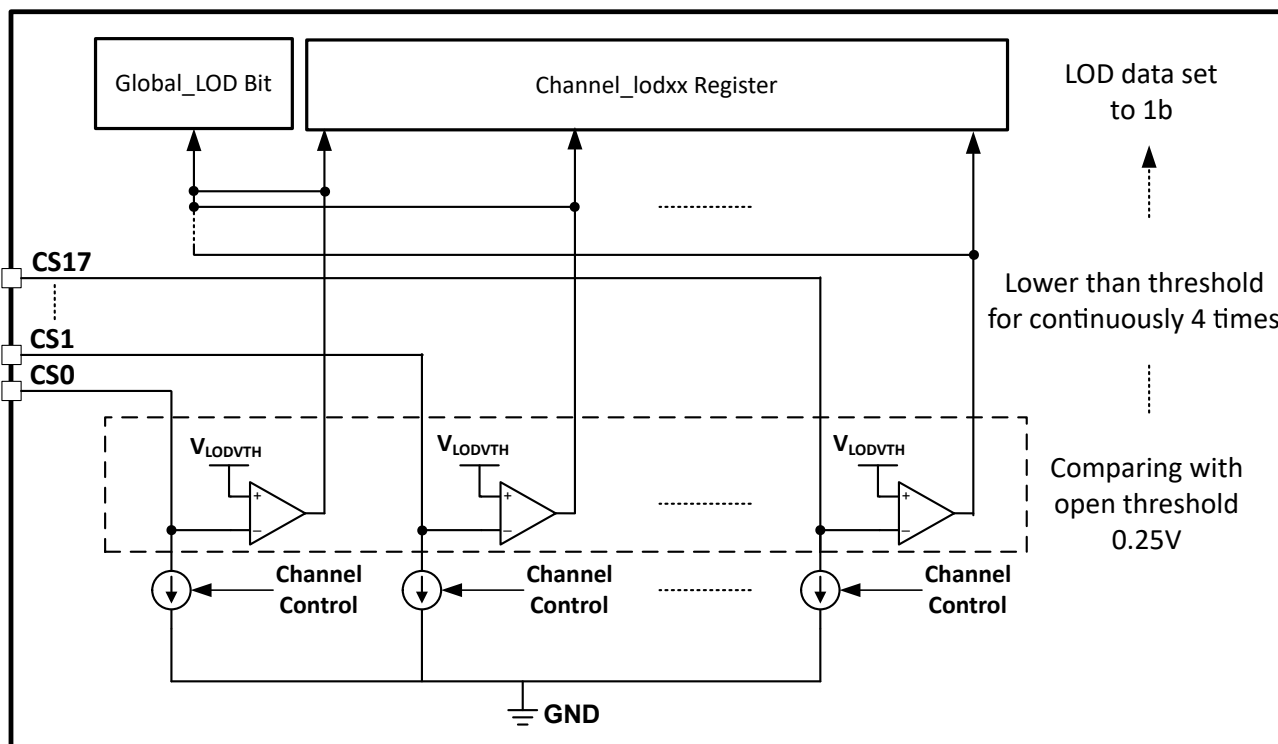 Global_LOD Bit
Channel_lodxx Register
LOD data set
to 1b
CS17
Lower than threshold
for continuously 4 times
CS1
CS0
VLODVTH
VLODVTH
VLODVTH
Comparing with
open threshold
0.25V
+
+
+
−
−
−
Channel
Control
Channel
Control
Channel
Control
GND